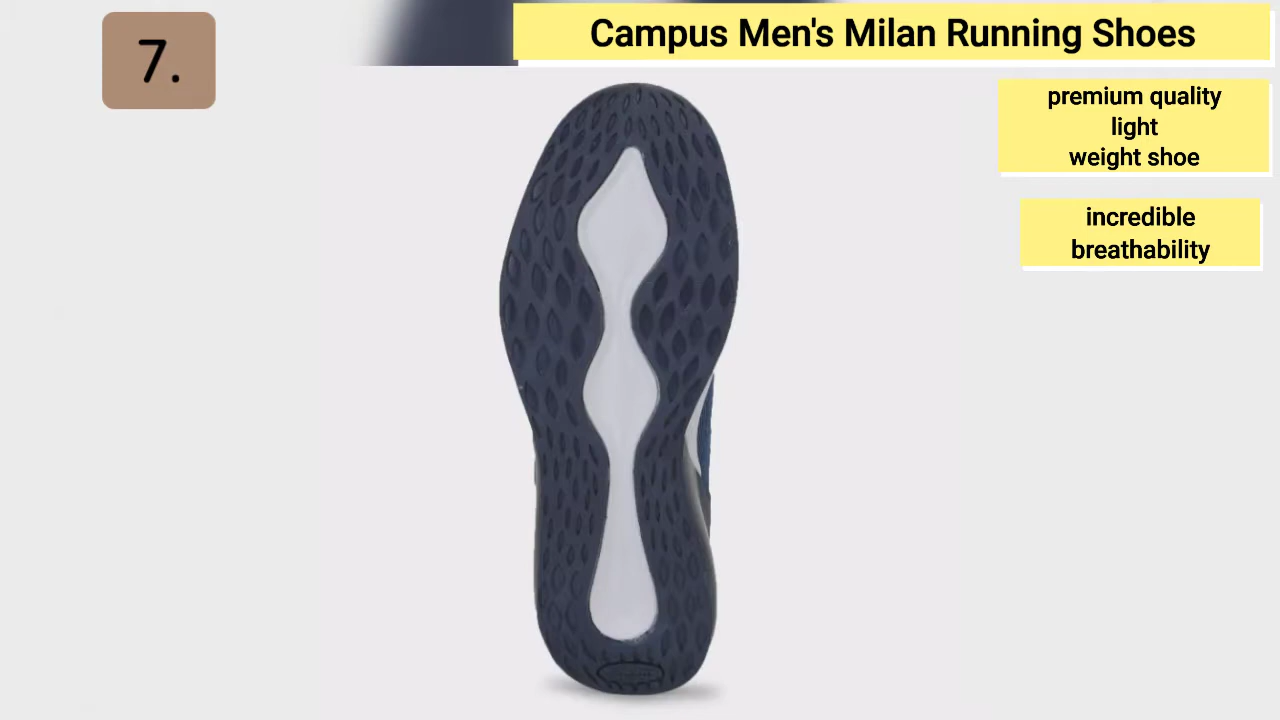 7.
Campus Men's Milan Running Shoes
premium quality
light
weight shoe
incredible
breathability